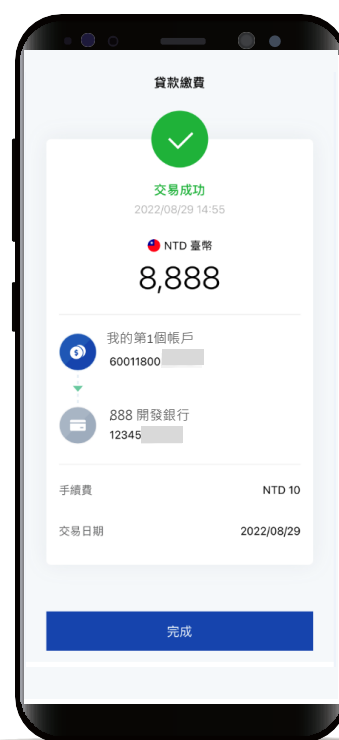 貸款繳費
交易成功
2022/08/29 14:55
NTD 臺幣
8,888
我的第1個帳戶
60011800
888 開發銀行
12345
手續費 NTD 10
交易日期 2022/08/29
完成